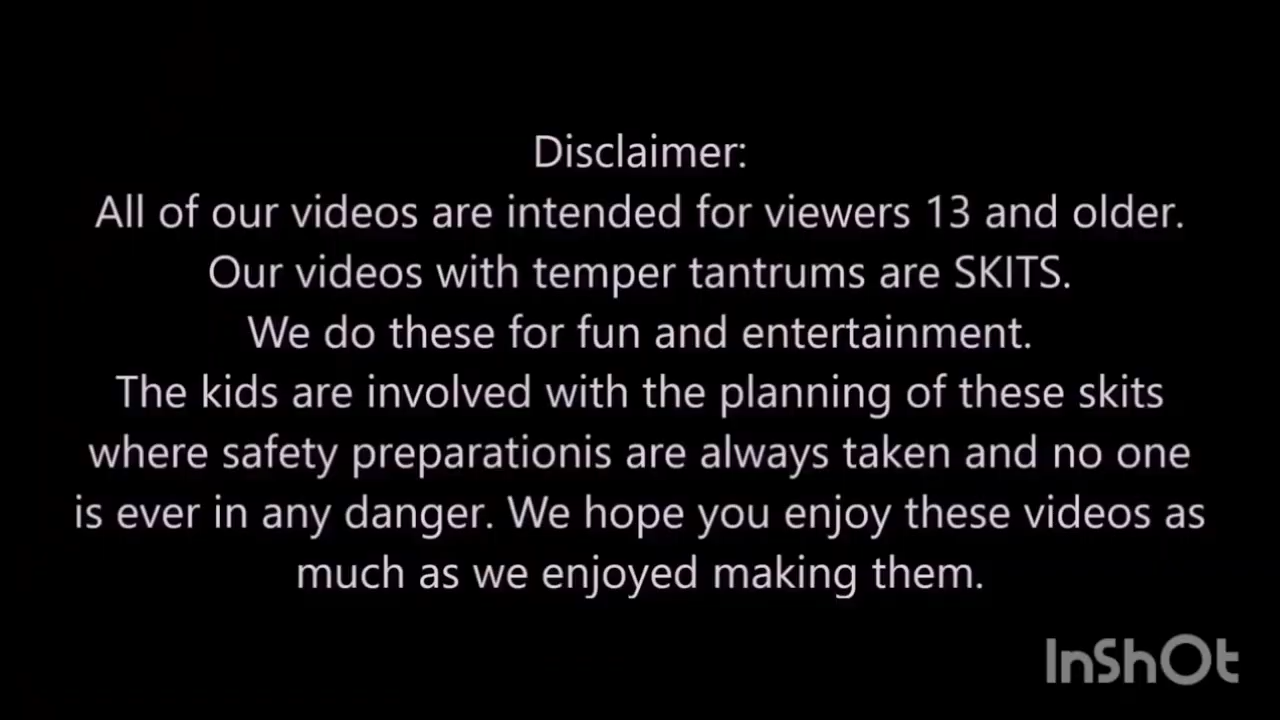 Disclaimer:
All of our videos are intended for viewers 13 and older.
Our videos with temper tantrums are SKITS.
We do these for fun and entertainment.
The kids are involved with the planning of these skits
where safety preparationis are always taken and no one
is ever in any danger. We hope you enjoy these videos as
much as we enjoyed making them.
InShOt